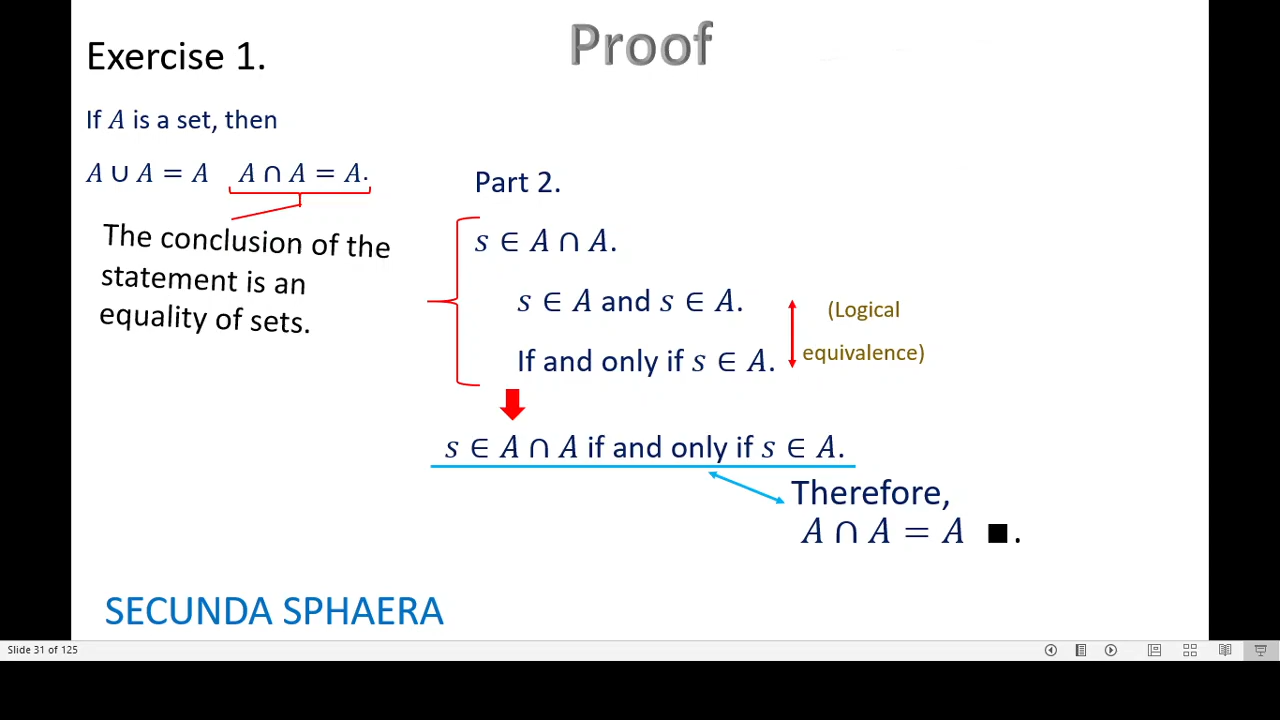 Proof
Exercise 1.
If A is a set, then
A ∪ A = A A ∩ A = A.
The conclusion of the
statement is an
equality of sets.
Part 2.
s ∈ A ∩ A.
s ∈ A and s ∈ A.
If and only if s ∈ A.
(Logical
equivalence)
s ∈ A ∩ A if and only if s ∈ A.
Therefore,
A ∩ A = A ■.
SECUNDA SPHAERA
Slide 31 of 125